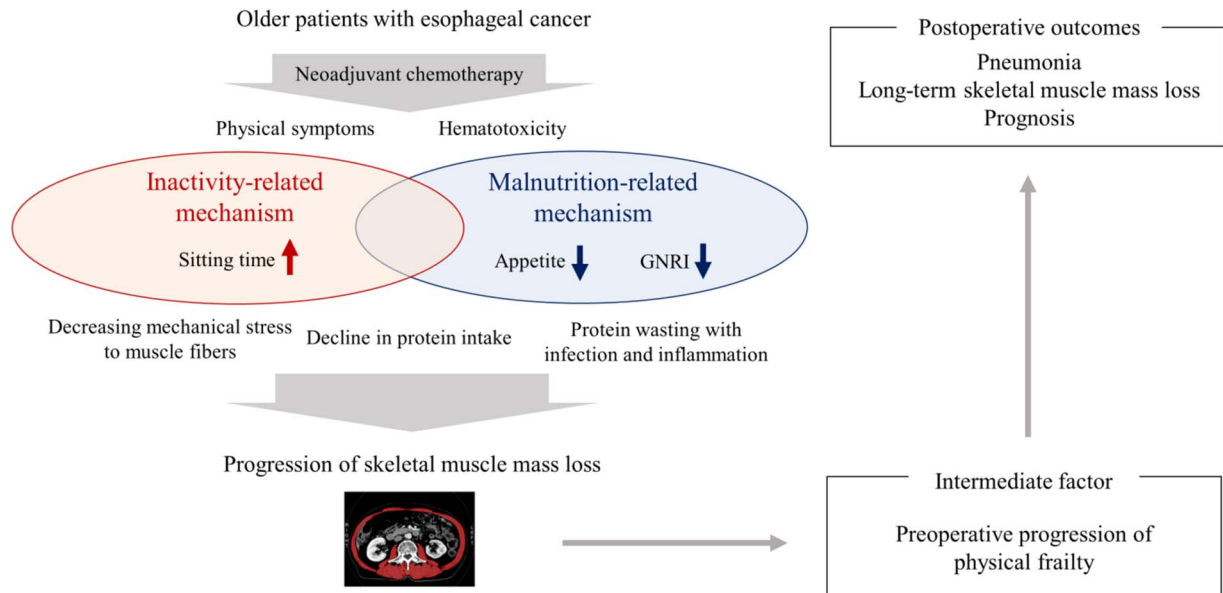 Older patients with esophageal cancer
Neoadjuvant chemotherapy
Physical symptoms
Hematotoxicity
Inactivity-related
mechanism
Sitting time
Malnutrition-related
mechanism
Appetite
GNRI
Decreasing mechanical stress
to muscle fibers
Decline in protein intake
Protein wasting with
infection and inflammation
Progression of skeletal muscle mass loss
Intermediate factor
Preoperative progression of
physical frailty
Postoperative outcomes
Pneumonia
Long-term skeletal muscle mass loss
Prognosis